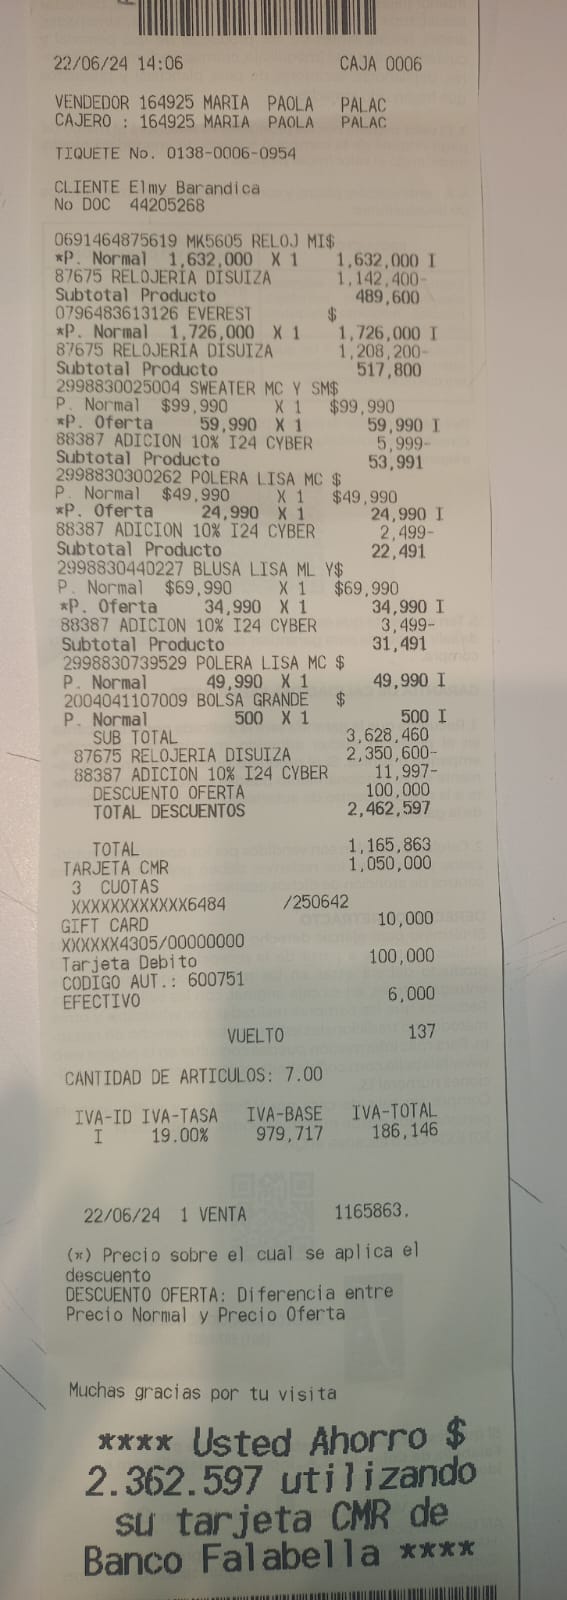 22/06/24 14:06 CAJA 0006
VENDEDOR 164925 MARIA PAOLA PALAC
CAJERO : 164925 MARIA PAOLA PALAC
TIQUETE No. 0138-0006-0954
CLIENTE Elmy Barandica
No DOC 44205268
0691464875619 MK5605 RELOJ MI$
*P. Normal 1,632,000 X 1 1,632,000 I
87675 RELOJERIA DISUIZA 1,142,400-
Subtotal Producto 489,600
0796483613126 EVEREST $
*P. Normal 1,726,000 X 1 1,726,000 I
87675 RELOJERIA DISUIZA 1,208,200-
Subtotal Producto 517,800
2998830025004 SWEATER MC Y SM$
P. Normal $99,990 X 1 $99,990
*P. Oferta 59,990 X 1 59,990 I
88387 ADICION 10% I24 CYBER 5,999-
Subtotal Producto 53,991
2998830300262 POLERA LISA MC $
P. Normal $49,990 X 1 $49,990
*P. Oferta 24,990 X 1 24,990 I
88387 ADICION 10% I24 CYBER 2,499-
Subtotal Producto 22,491
2998830440227 BLUSA LISA ML Y$
P. Normal $69,990 X 1 $69,990
*P. Oferta 34,990 X 1 34,990 I
88387 ADICION 10% I24 CYBER 3,499-
Subtotal Producto 31,491
2998830739529 POLERA LISA MC $
P. Normal 49,990 X 1 49,990 I
2004041107009 BOLSA GRANDE $
P. Normal 500 X 1 500 I
SUB TOTAL 3,628,460
87675 RELOJERIA DISUIZA 2,350,600-
88387 ADICION 10% I24 CYBER 11,997-
DESCUENTO OFERTA 100,000
TOTAL DESCUENTOS 2,462,597
TOTAL 1,165,863
TARJETA CMR 1,050,000
3 CUOTAS
XXXXXXXXXXXX6484 /250642
GIFT CARD 10,000
XXXXXX4305/00000000
Tarjeta Debito 100,000
CODIGO AUT.: 600751
EFECTIVO 6,000
VUELTO 137
CANTIDAD DE ARTICULOS: 7.00
IVA-ID IVA-TASA IVA-BASE IVA-TOTAL
I 19.00% 979,717 186,146
22/06/24 1 VENTA 1165863.
(*) Precio sobre el cual se aplica el
descuento
DESCUENTO OFERTA: Diferencia entre
Precio Normal y Precio Oferta
Muchas gracias por tu visita
**** Usted Ahorro $
2.362.597 utilizando
su tarjeta CMR de
Banco Falabella ****